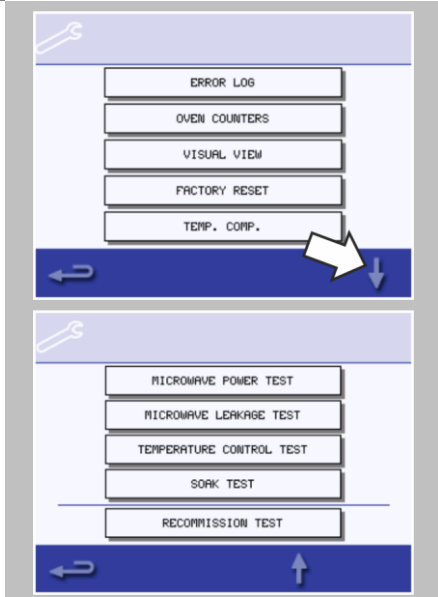 ERROR LOG
OVEN COUNTERS
VISUAL VIEW
FACTORY RESET
TEMP. COMP.
MICROWAVE POWER TEST
MICROWAVE LEAKAGE TEST
TEMPERATURE CONTROL TEST
SOAK TEST
RECOMMISSION TEST